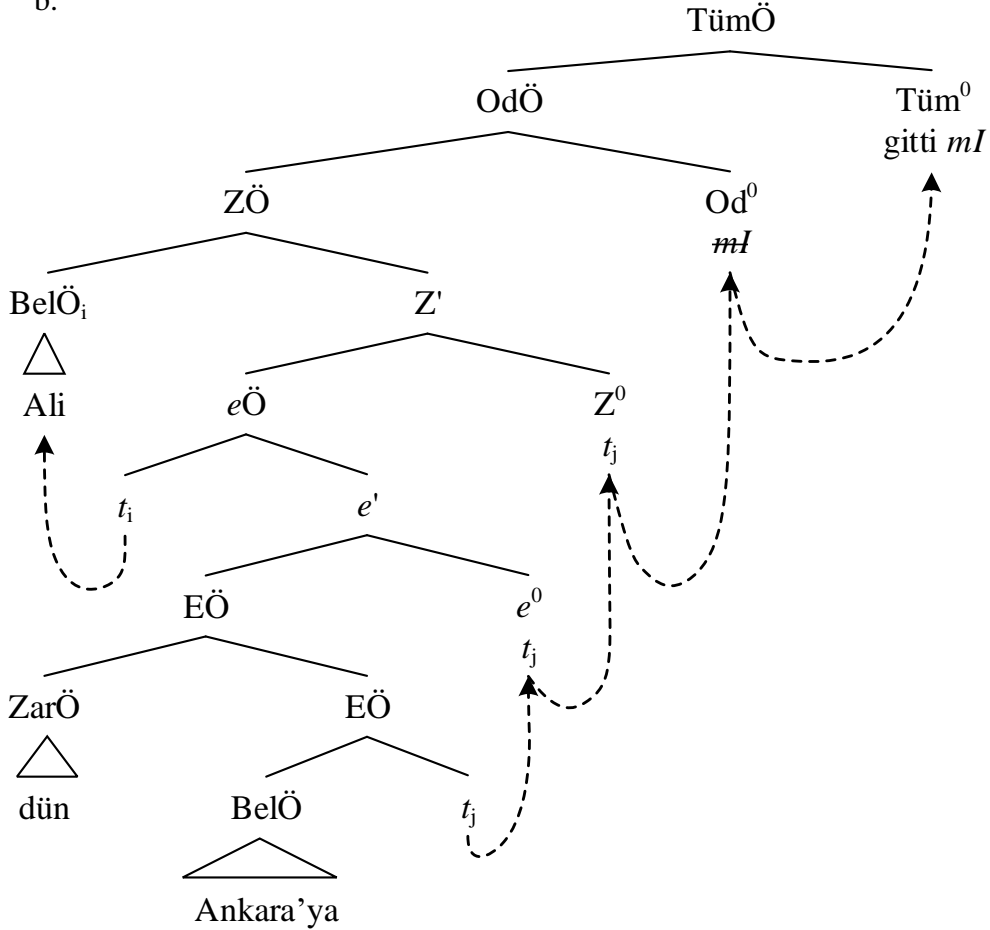 b.
TümÖ
OdÖ Tüm⁰
gitti mI
ZÖ Od⁰
mI
BelÖᵢ Z'
Ali eÖ Z⁰
tⱼ
tᵢ e'
EÖ e⁰
tⱼ
ZarÖ EÖ
dün BelÖ tⱼ
Ankara’ya